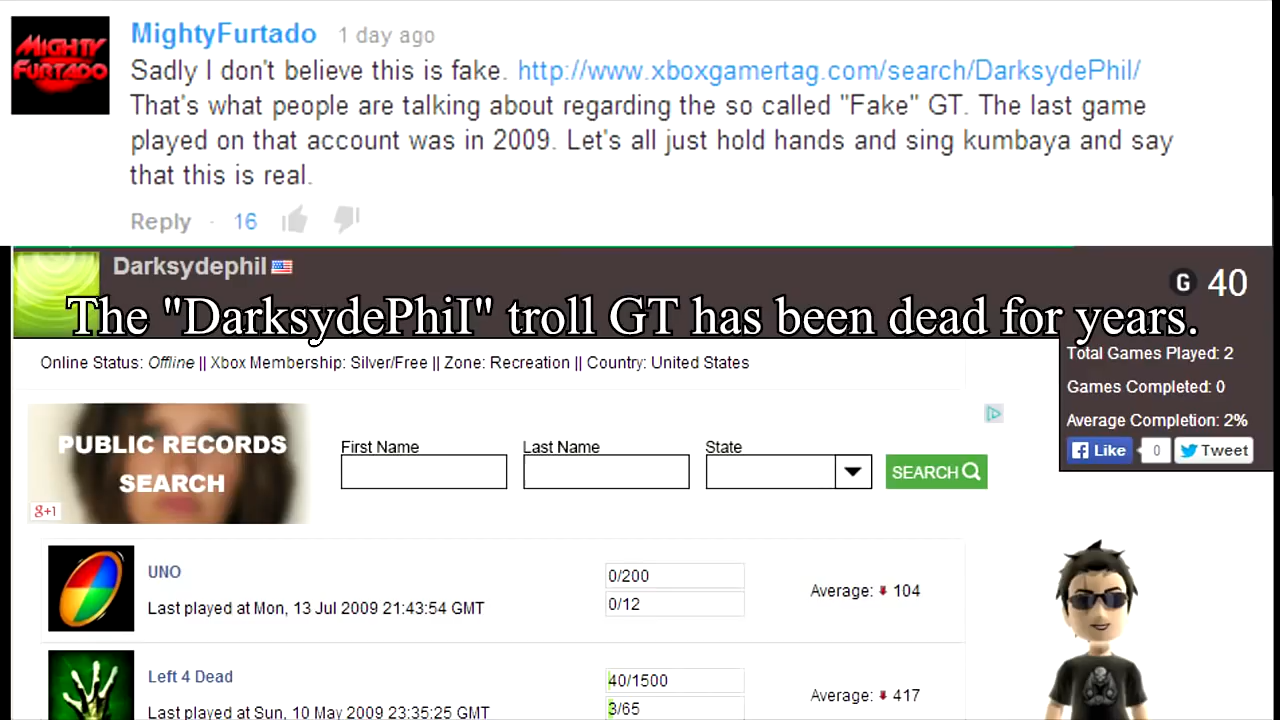 MIGHTY
FURTADO
MightyFurtado 1 day ago
Sadly I don't believe this is fake. http://www.xboxgamertag.com/search/DarksydePhil/
That's what people are talking about regarding the so called "Fake" GT. The last game
played on that account was in 2009. Let's all just hold hands and sing kumbaya and say
that this is real.
Reply · 16
Darksydephil
G 40
The "DarksydePhiI" troll GT has been dead for years.
Online Status: Offline || Xbox Membership: Silver/Free || Zone: Recreation || Country: United States
Total Games Played: 2
Games Completed: 0
Average Completion: 2%
Like 0 Tweet
PUBLIC RECORDS
SEARCH
g+1
First Name Last Name State
SEARCH
UNO
Last played at Mon, 13 Jul 2009 21:43:54 GMT
0/200
0/12
Average: 104
Left 4 Dead
Last played at Sun, 10 May 2009 23:35:25 GMT
40/1500
3/65
Average: 417